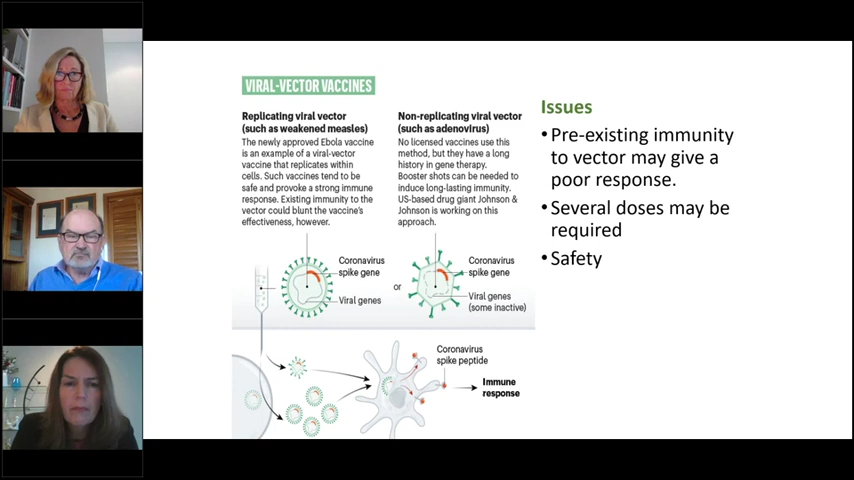 VIRAL-VECTOR VACCINES
Replicating viral vector
(such as weakened measles)
The newly approved Ebola vaccine
is an example of a viral-vector
vaccine that replicates within
cells. Such vaccines tend to be
safe and provoke a strong immune
response. Existing immunity to the
vector could blunt the vaccine's
effectiveness, however.
Non-replicating viral vector
(such as adenovirus)
No licensed vaccines use this
method, but they have a long
history in gene therapy.
Booster shots can be needed to
induce long-lasting immunity.
US-based drug giant Johnson &
Johnson is working on this
approach.
Coronavirus
spike gene
Viral genes
or
Coronavirus
spike gene
Viral genes
(some inactive)
Coronavirus
spike peptide
Immune
response
Issues
•Pre-existing immunity
to vector may give a
poor response.
•Several doses may be
required
•Safety